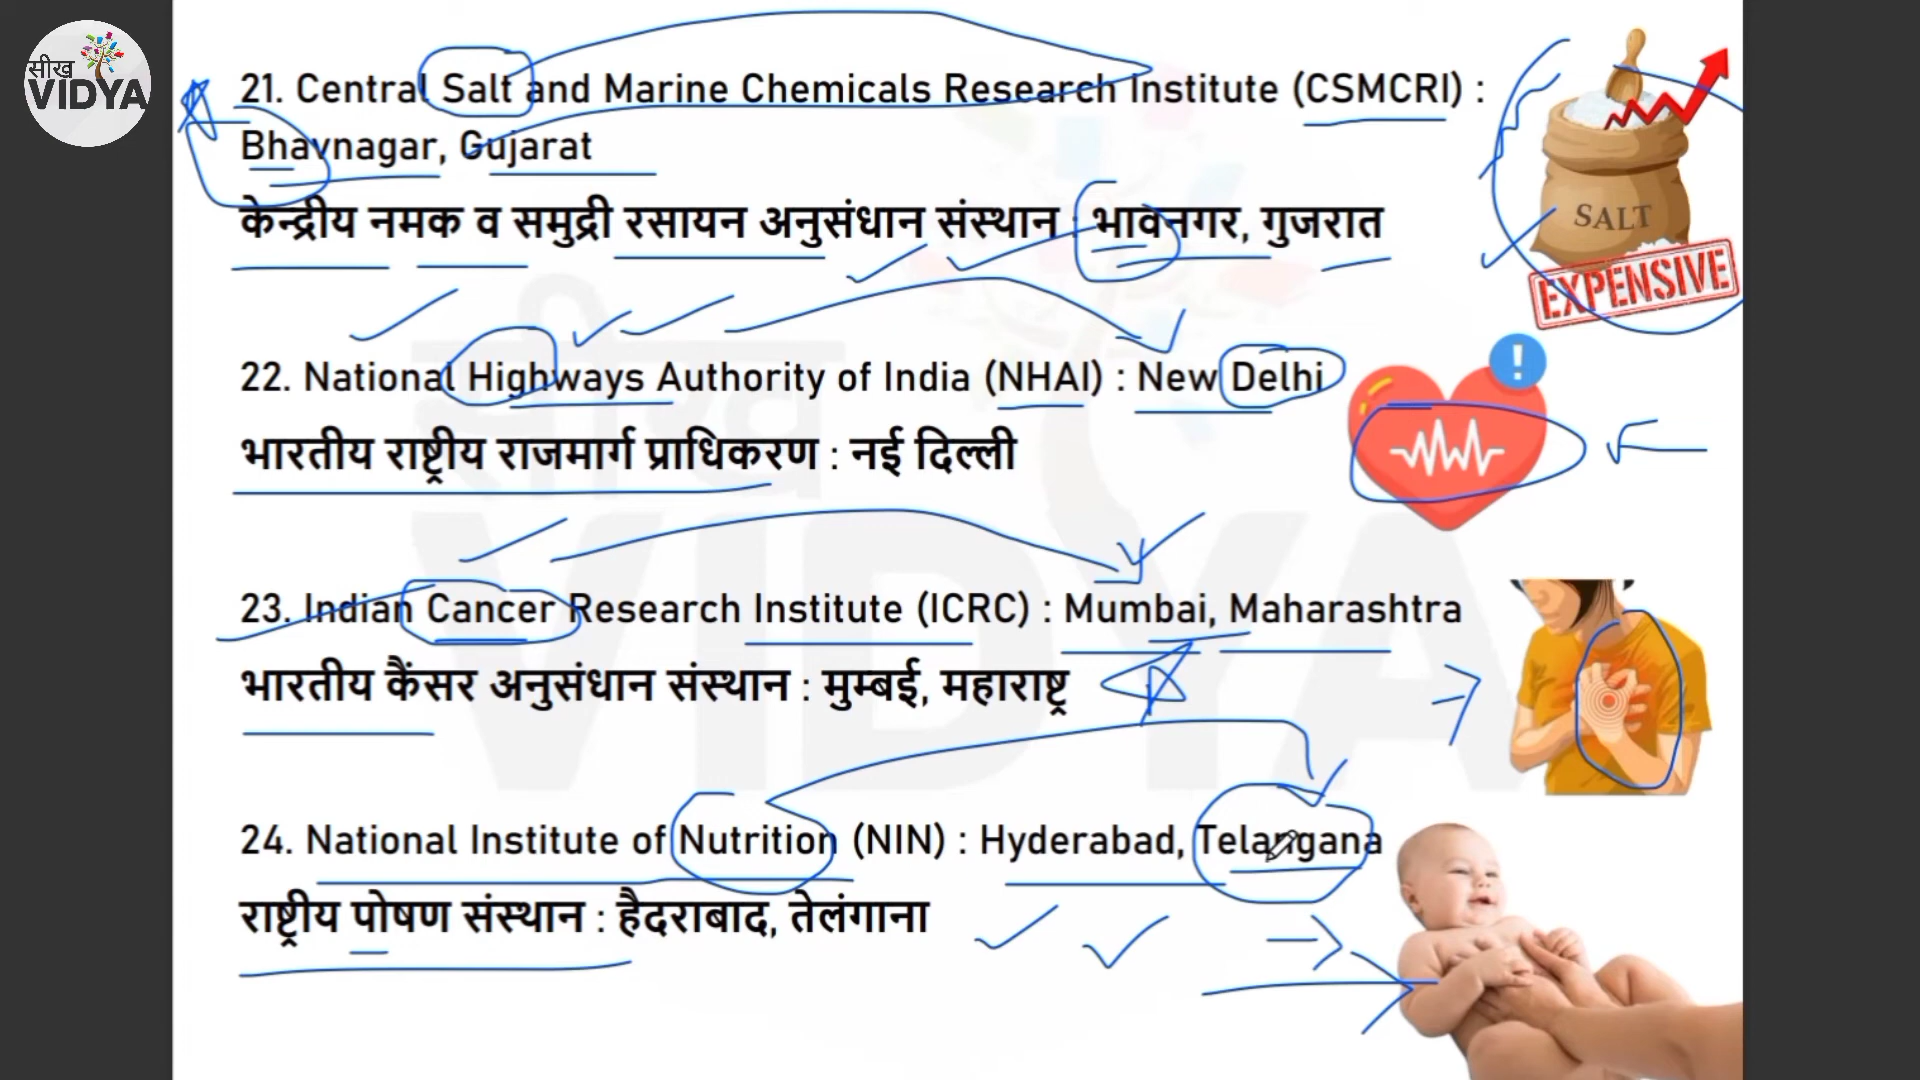 सीख
VIDYA
21. Central Salt and Marine Chemicals Research Institute (CSMCRI) :
Bhavnagar, Gujarat
केन्द्रीय नमक व समुद्री रसायन अनुसंधान संस्थान : भावनगर, गुजरात
SALT
EXPENSIVE
22. National Highways Authority of India (NHAI) : New Delhi
!
भारतीय राष्ट्रीय राजमार्ग प्राधिकरण : नई दिल्ली
सीख
VIDYA
23. Indian Cancer Research Institute (ICRC) : Mumbai, Maharashtra
भारतीय कैंसर अनुसंधान संस्थान : मुम्बई, महाराष्ट्र
24. National Institute of Nutrition (NIN) : Hyderabad, Telangana
राष्ट्रीय पोषण संस्थान : हैदराबाद, तेलंगाना